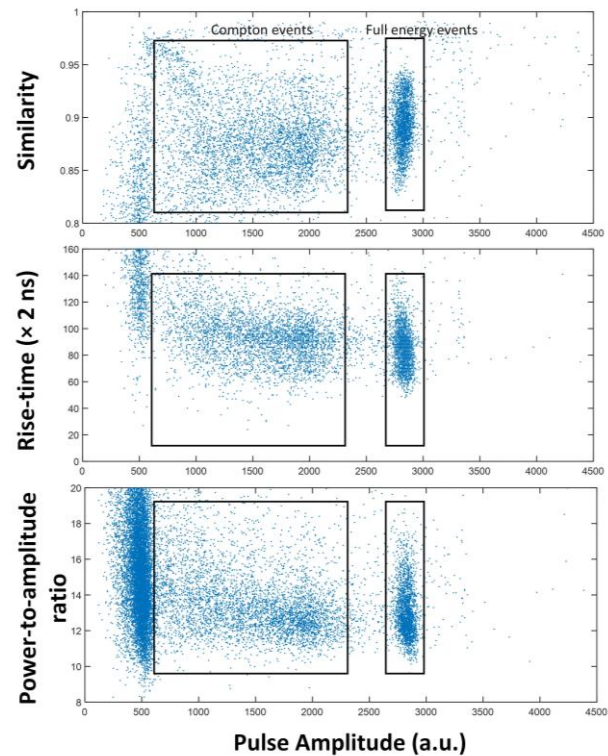 Compton events Full energy events
1
0.95
0.9
0.85
0.8
Similarity
0 500 1000 1500 2000 2500 3000 3500 4000 4500
160
140
120
100
80
60
40
20
0
Rise-time (× 2 ns)
0 500 1000 1500 2000 2500 3000 3500 4000 4500
20
18
16
14
12
10
8
Power-to-amplitude
ratio
0 500 1000 1500 2000 2500 3000 3500 4000 4500
Pulse Amplitude (a.u.)